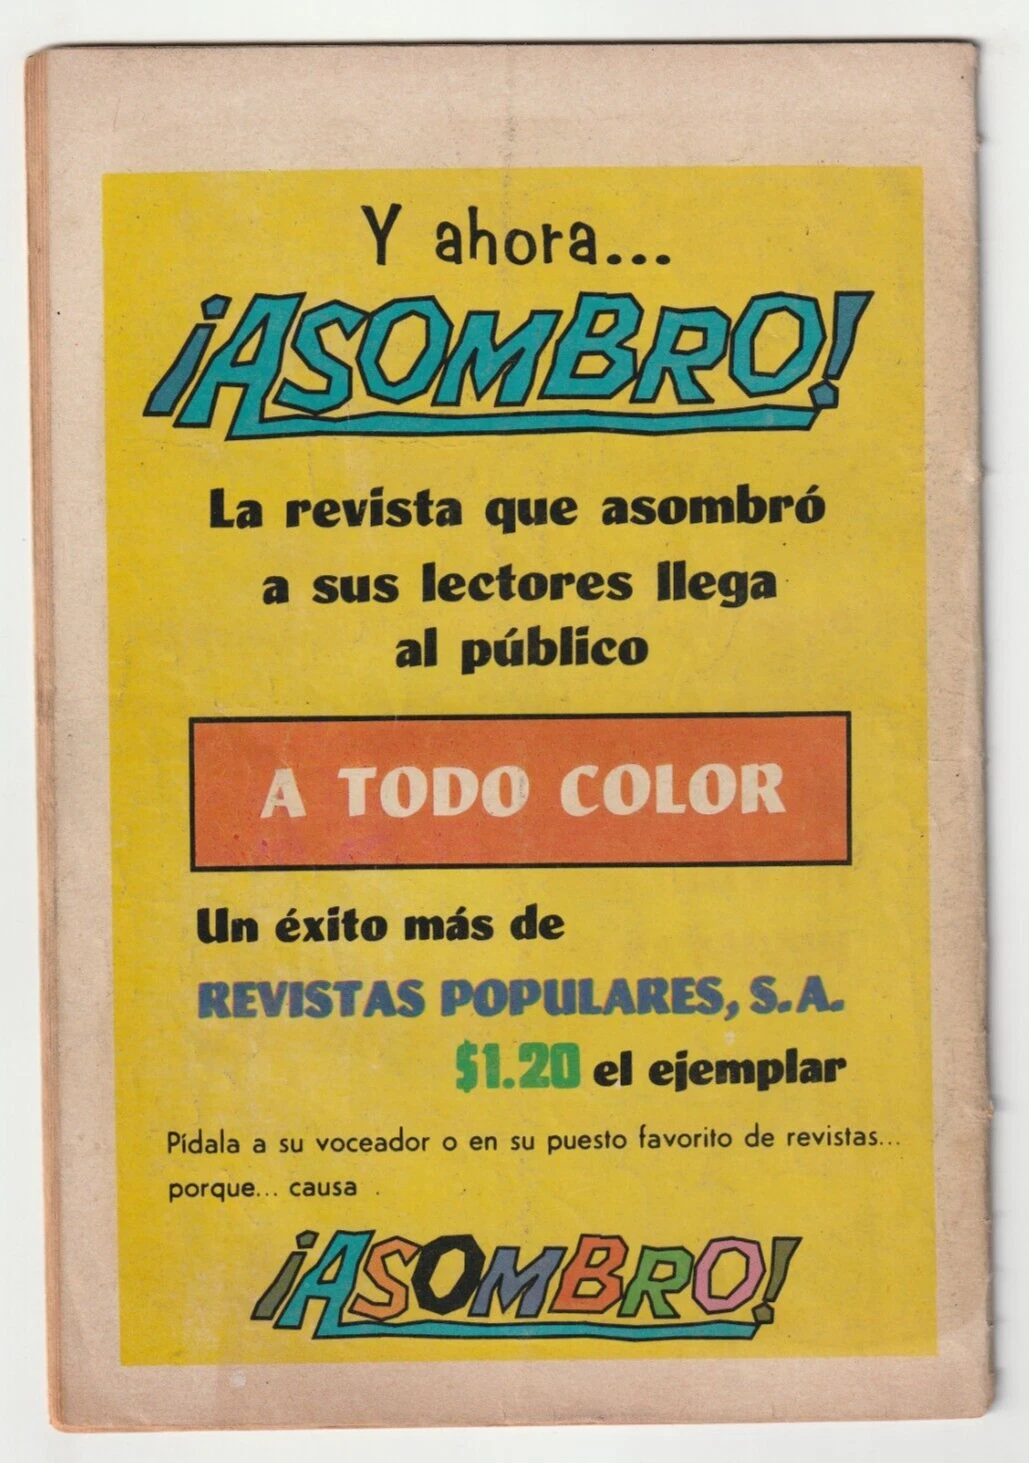 Y ahora...
¡ASOMBRO!
La revista que asombró
a sus lectores llega
al público
A TODO COLOR
Un éxito más de
REVISTAS POPULARES, S.A.
$1.20 el ejemplar
Pídala a su voceador o en su puesto favorito de revistas...
porque... causa
¡ASOMBRO!